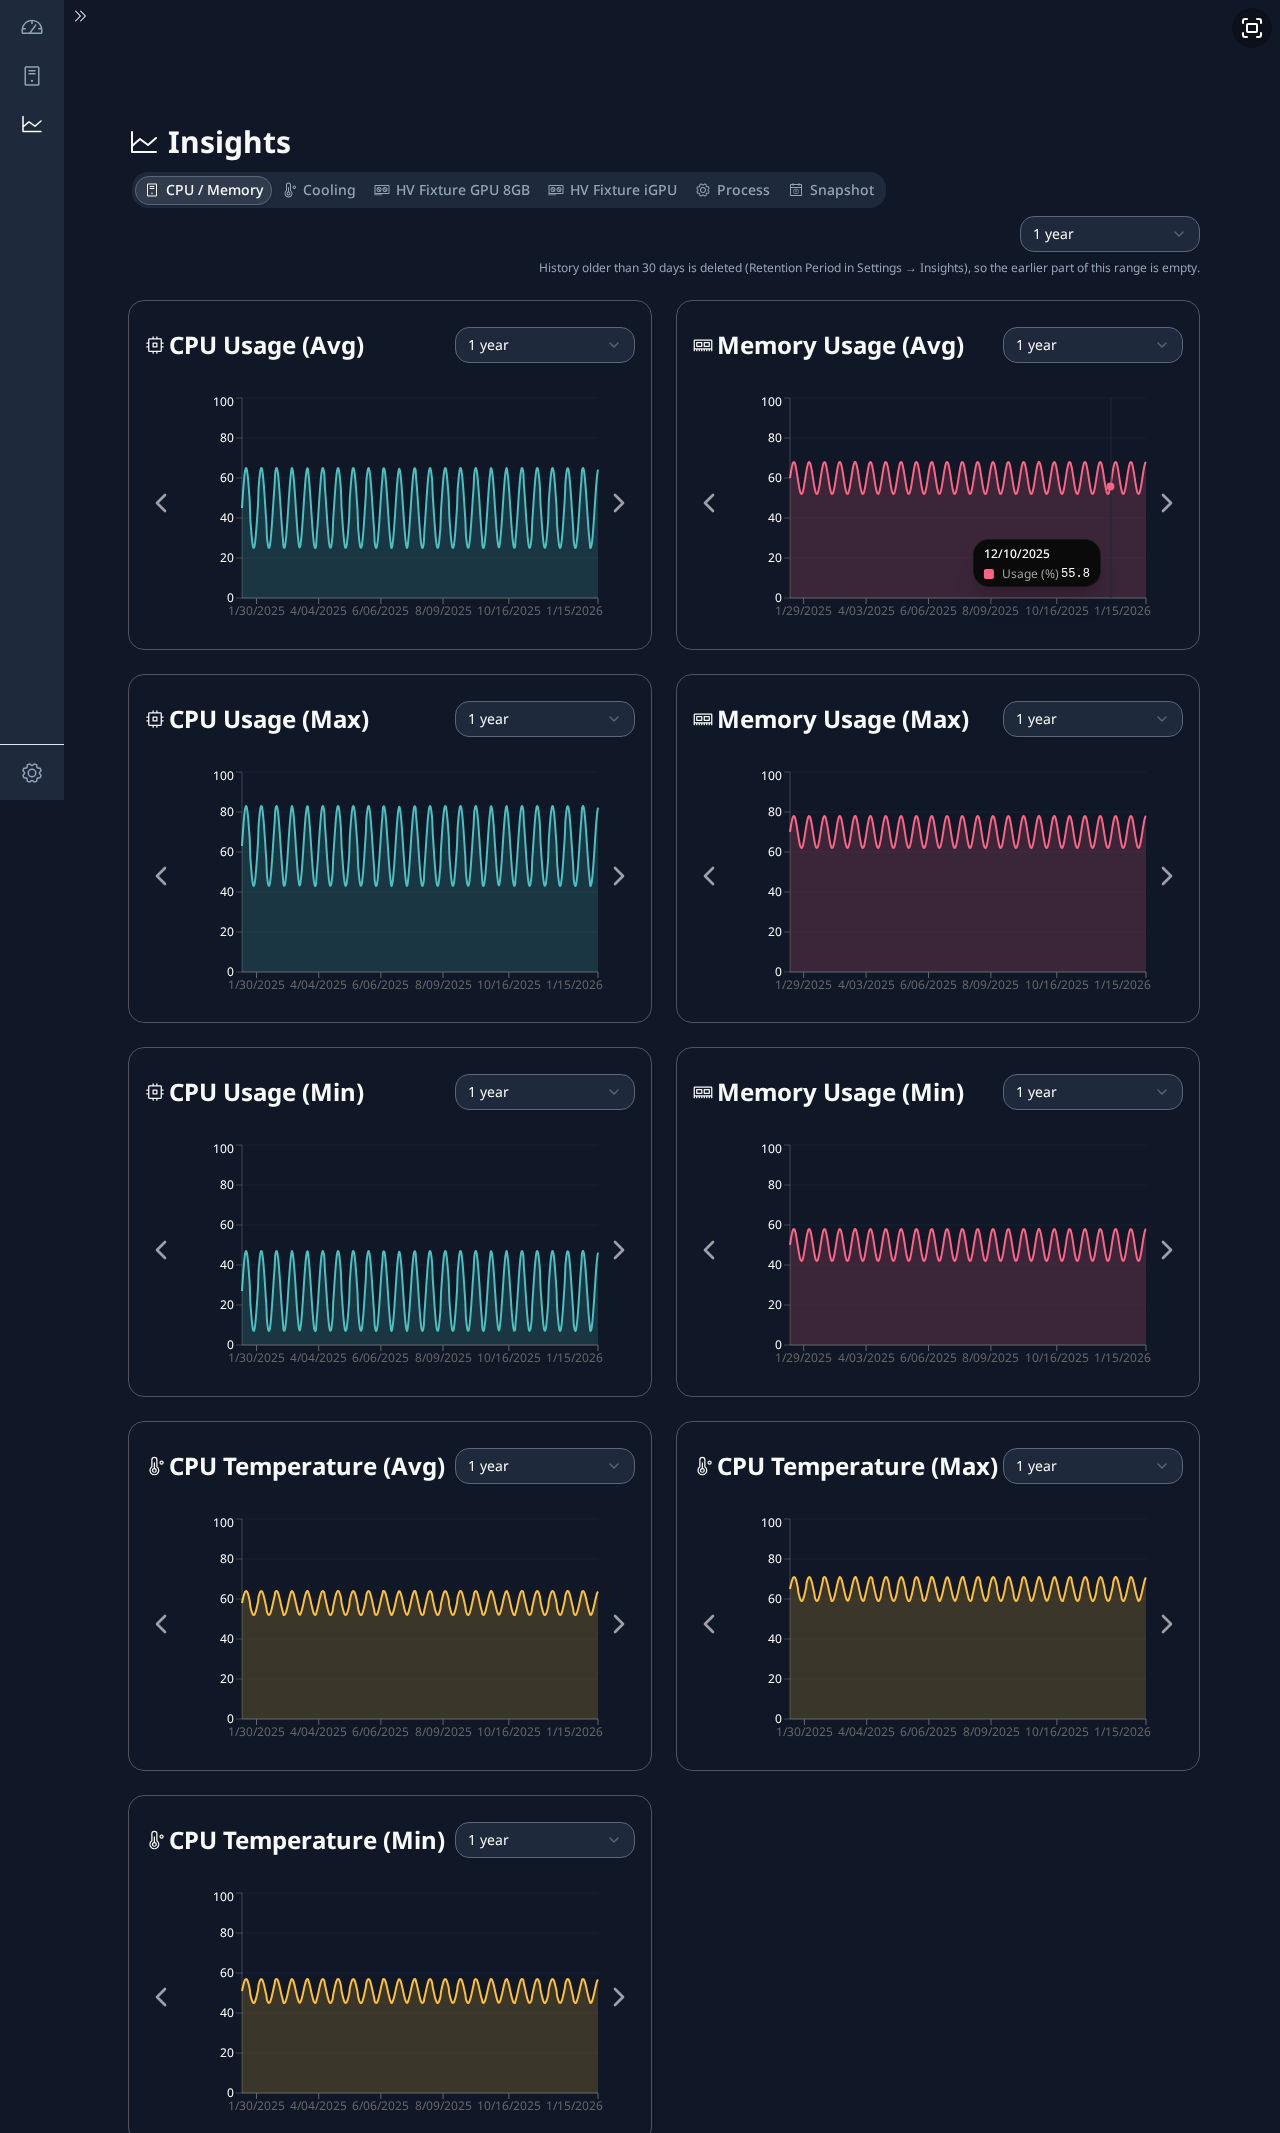 Insights
CPU / Memory Cooling HV Fixture GPU 8GB HV Fixture iGPU Process Snapshot
1 year
History older than 30 days is deleted (Retention Period in Settings → Insights), so the earlier part of this range is empty.
CPU Usage (Avg) 1 year
100
80
60
40
20
0
1/30/2025 4/04/2025 6/06/2025 8/09/2025 10/16/2025 1/15/2026
Memory Usage (Avg) 1 year
100
80
60
40
20
0
12/10/2025
Usage (%) 55.8
1/29/2025 4/03/2025 6/06/2025 8/09/2025 10/16/2025 1/15/2026
CPU Usage (Max) 1 year
100
80
60
40
20
0
1/30/2025 4/04/2025 6/06/2025 8/09/2025 10/16/2025 1/15/2026
Memory Usage (Max) 1 year
100
80
60
40
20
0
1/29/2025 4/03/2025 6/06/2025 8/09/2025 10/16/2025 1/15/2026
CPU Usage (Min) 1 year
100
80
60
40
20
0
1/30/2025 4/04/2025 6/06/2025 8/09/2025 10/16/2025 1/15/2026
Memory Usage (Min) 1 year
100
80
60
40
20
0
1/29/2025 4/03/2025 6/06/2025 8/09/2025 10/16/2025 1/15/2026
CPU Temperature (Avg) 1 year
100
80
60
40
20
0
1/30/2025 4/04/2025 6/06/2025 8/09/2025 10/16/2025 1/15/2026
CPU Temperature (Max) 1 year
100
80
60
40
20
0
1/30/2025 4/04/2025 6/06/2025 8/09/2025 10/16/2025 1/15/2026
CPU Temperature (Min) 1 year
100
80
60
40
20
0
1/30/2025 4/04/2025 6/06/2025 8/09/2025 10/16/2025 1/15/2026